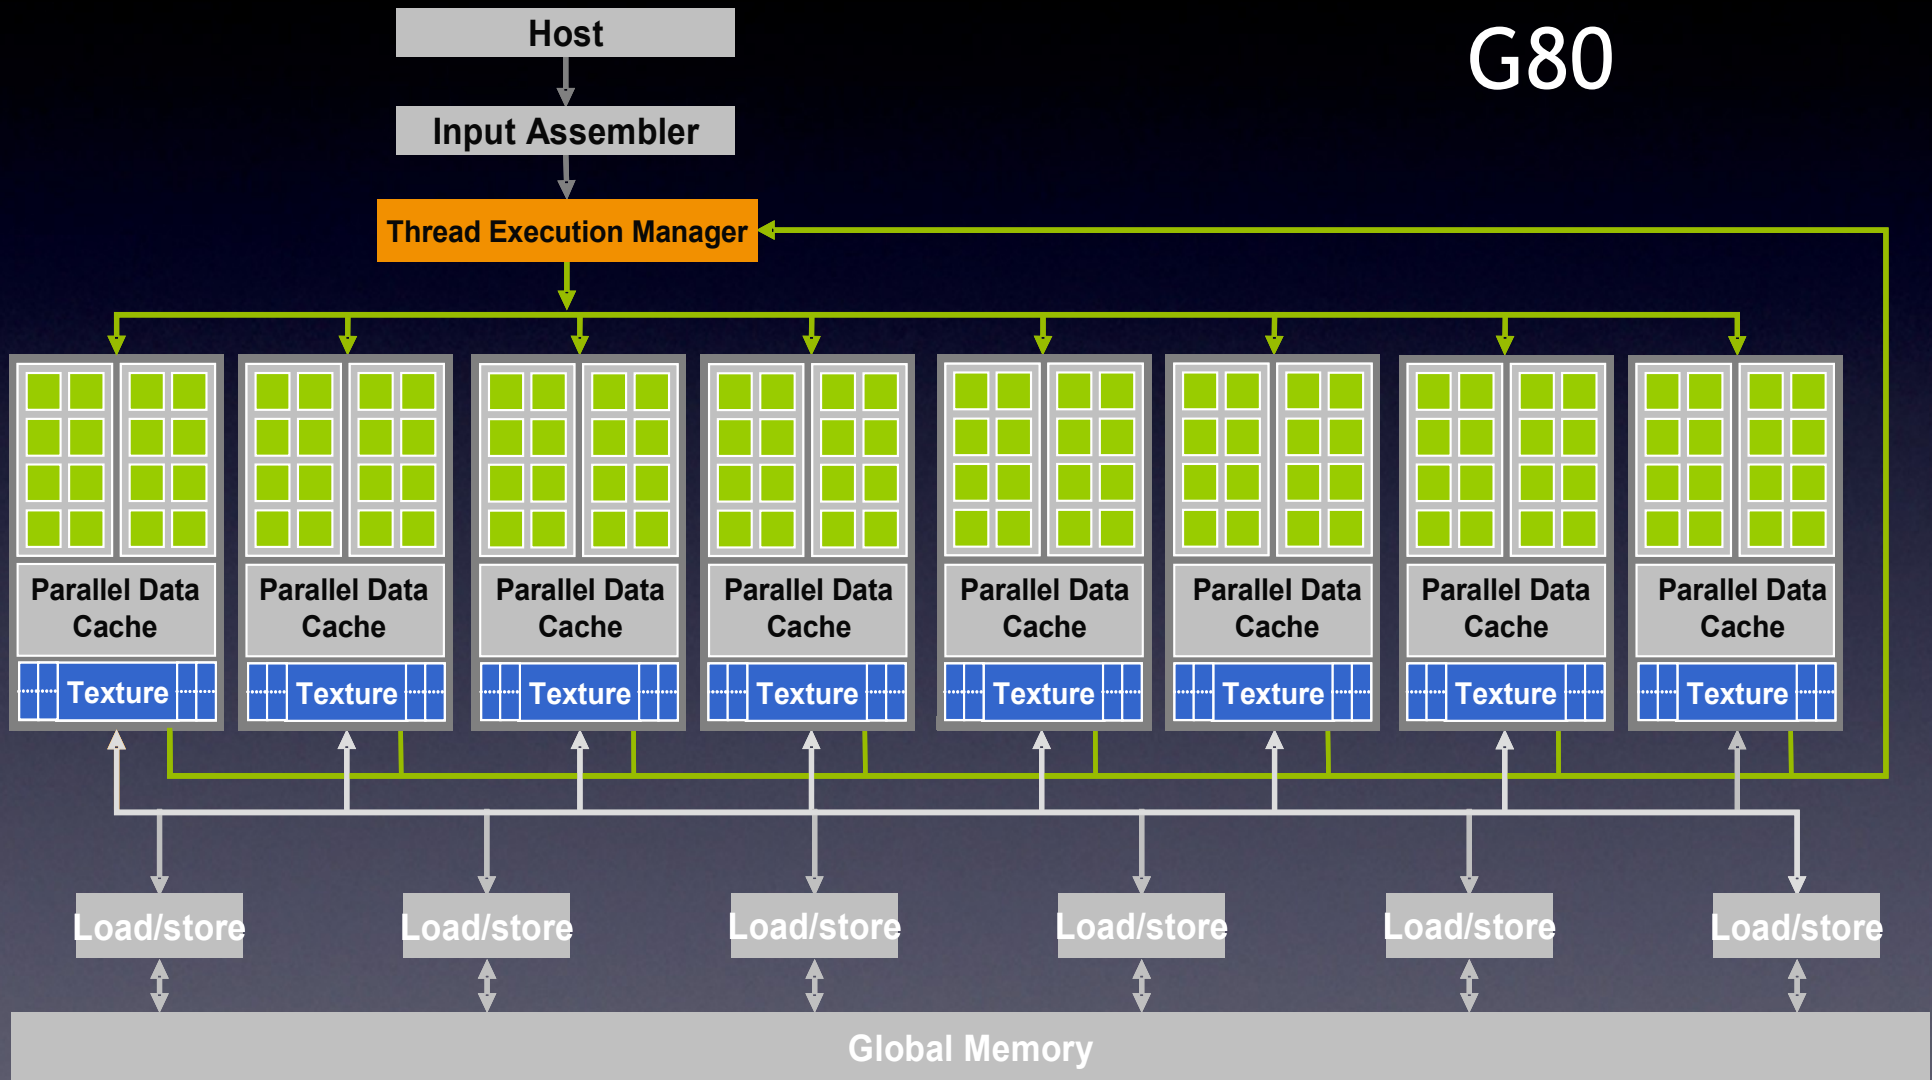 G80
Host
Input Assembler
Thread Execution Manager
Parallel Data
Cache
Parallel Data
Cache
Parallel Data
Cache
Parallel Data
Cache
Parallel Data
Cache
Parallel Data
Cache
Parallel Data
Cache
Parallel Data
Cache
Texture
Texture
Texture
Texture
Texture
Texture
Texture
Texture
Load/store
Load/store
Load/store
Load/store
Load/store
Load/store
Global Memory